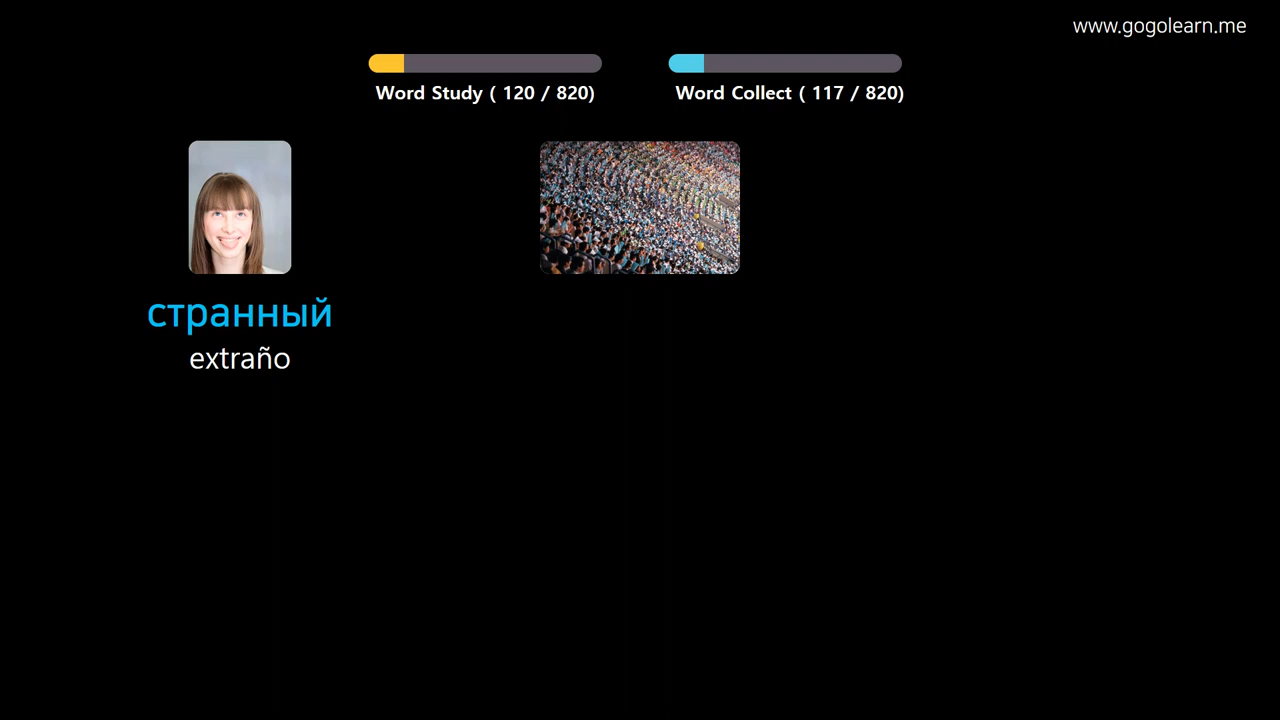 www.gogolearn.me
Word Study ( 120 / 820)
Word Collect ( 117 / 820)
странный
extraño